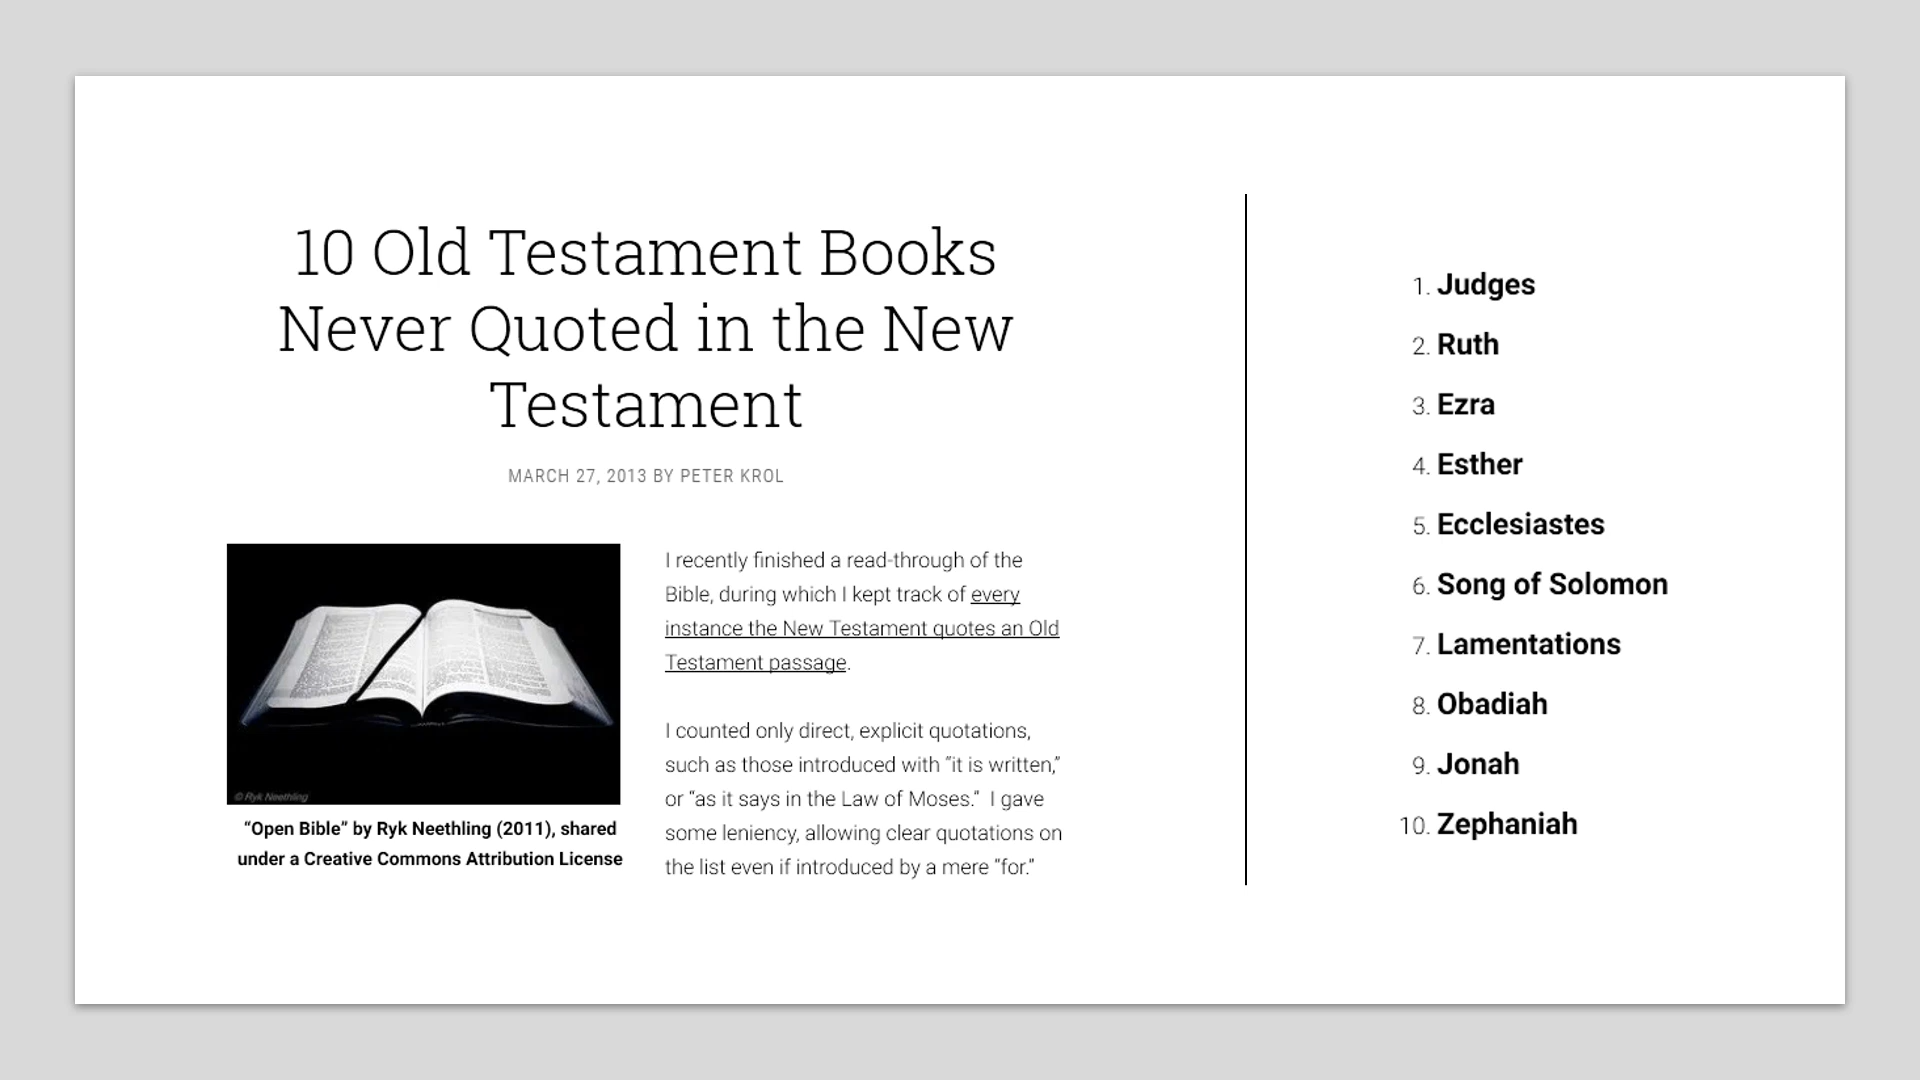 10 Old Testament Books
Never Quoted in the New
Testament
MARCH 27, 2013 BY PETER KROL
© Ryk Neethling
“Open Bible” by Ryk Neethling (2011), shared
under a Creative Commons Attribution License
I recently finished a read-through of the
Bible, during which I kept track of every
instance the New Testament quotes an Old
Testament passage.
I counted only direct, explicit quotations,
such as those introduced with “it is written,”
or “as it says in the Law of Moses.”  I gave
some leniency, allowing clear quotations on
the list even if introduced by a mere “for.”
1. Judges
2. Ruth
3. Ezra
4. Esther
5. Ecclesiastes
6. Song of Solomon
7. Lamentations
8. Obadiah
9. Jonah
10. Zephaniah